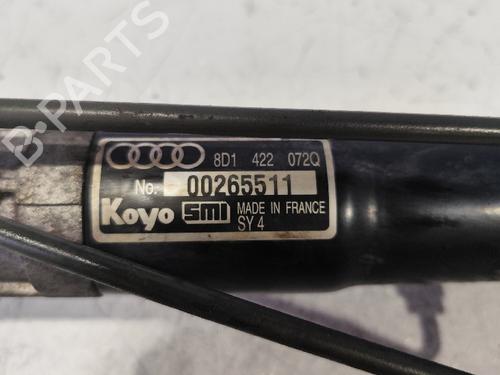 B-PARTS
8D1 422 072Q
No. 00265511
Koyo smi MADE IN FRANCE
SY 4